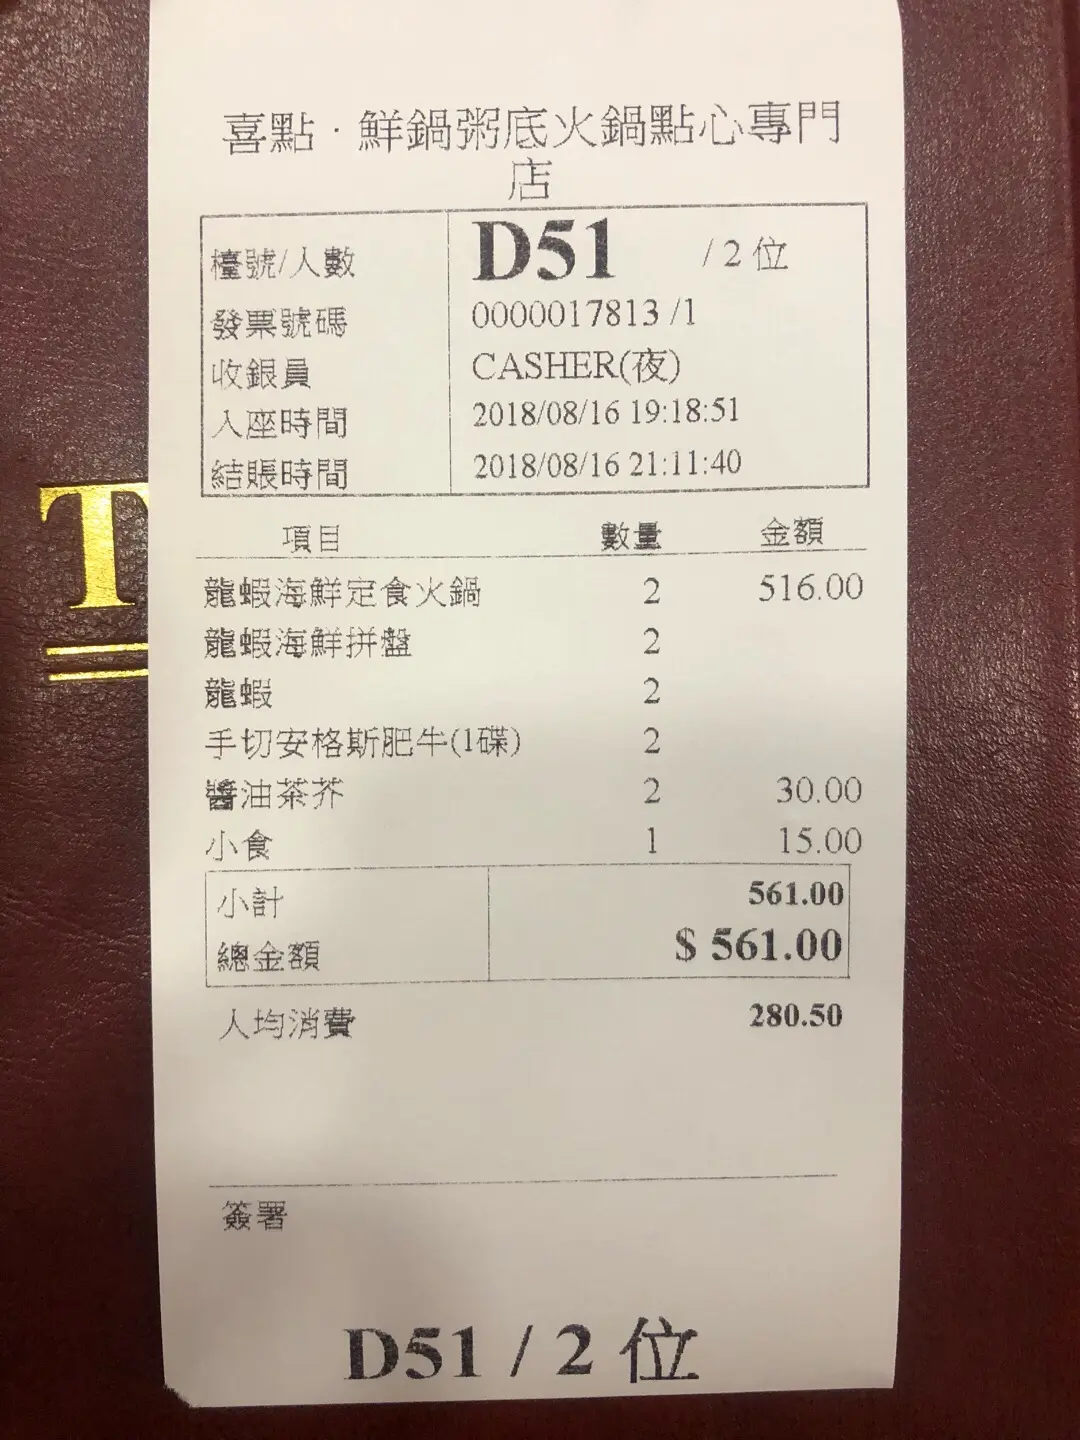 喜點·鮮鍋粥底火鍋點心專門
店
檯號/人數 D51 / 2 位
發票號碼 0000017813 /1
收銀員 CASHER(夜)
入座時間 2018/08/16 19:18:51
結賬時間 2018/08/16 21:11:40
項目 數量 金額
龍蝦海鮮定食火鍋 2 516.00
龍蝦海鮮拼盤 2
龍蝦 2
手切安格斯肥牛(1碟) 2
醬油茶芥 2 30.00
小食 1 15.00
小計 561.00
總金額 $ 561.00
人均消費 280.50
簽署
D51 / 2 位
T